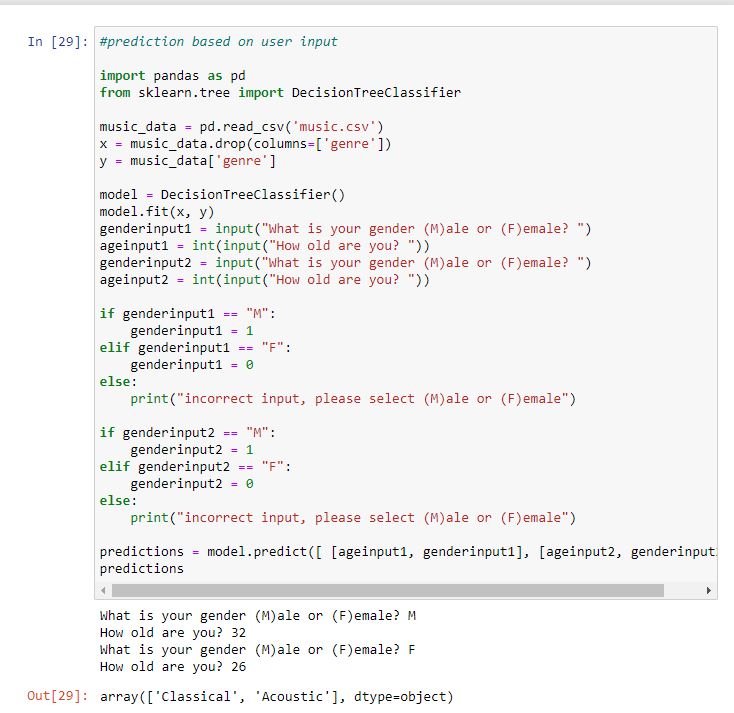 In [29]: #prediction based on user input
import pandas as pd
from sklearn.tree import DecisionTreeClassifier
music_data = pd.read_csv('music.csv')
x = music_data.drop(columns=['genre'])
y = music_data['genre']
model = DecisionTreeClassifier()
model.fit(x, y)
genderinput1 = input("What is your gender (M)ale or (F)emale? ")
ageinput1 = int(input("How old are you? "))
genderinput2 = input("What is your gender (M)ale or (F)emale? ")
ageinput2 = int(input("How old are you? "))
if genderinput1 == "M":
    genderinput1 = 1
elif genderinput1 == "F":
    genderinput1 = 0
else:
    print("incorrect input, please select (M)ale or (F)emale")
if genderinput2 == "M":
    genderinput2 = 1
elif genderinput2 == "F":
    genderinput2 = 0
else:
    print("incorrect input, please select (M)ale or (F)emale")
predictions = model.predict([ [ageinput1, genderinput1], [ageinput2, genderinput
predictions
What is your gender (M)ale or (F)emale? M
How old are you? 32
What is your gender (M)ale or (F)emale? F
How old are you? 26
Out[29]: array(['Classical', 'Acoustic'], dtype=object)